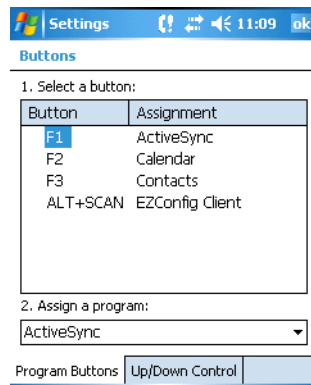 Settings 11:09 ok
Buttons
1. Select a button:
Button Assignment
F1 ActiveSync
F2 Calendar
F3 Contacts
ALT+SCAN EZConfig Client
2. Assign a program:
ActiveSync
Program Buttons Up/Down Control